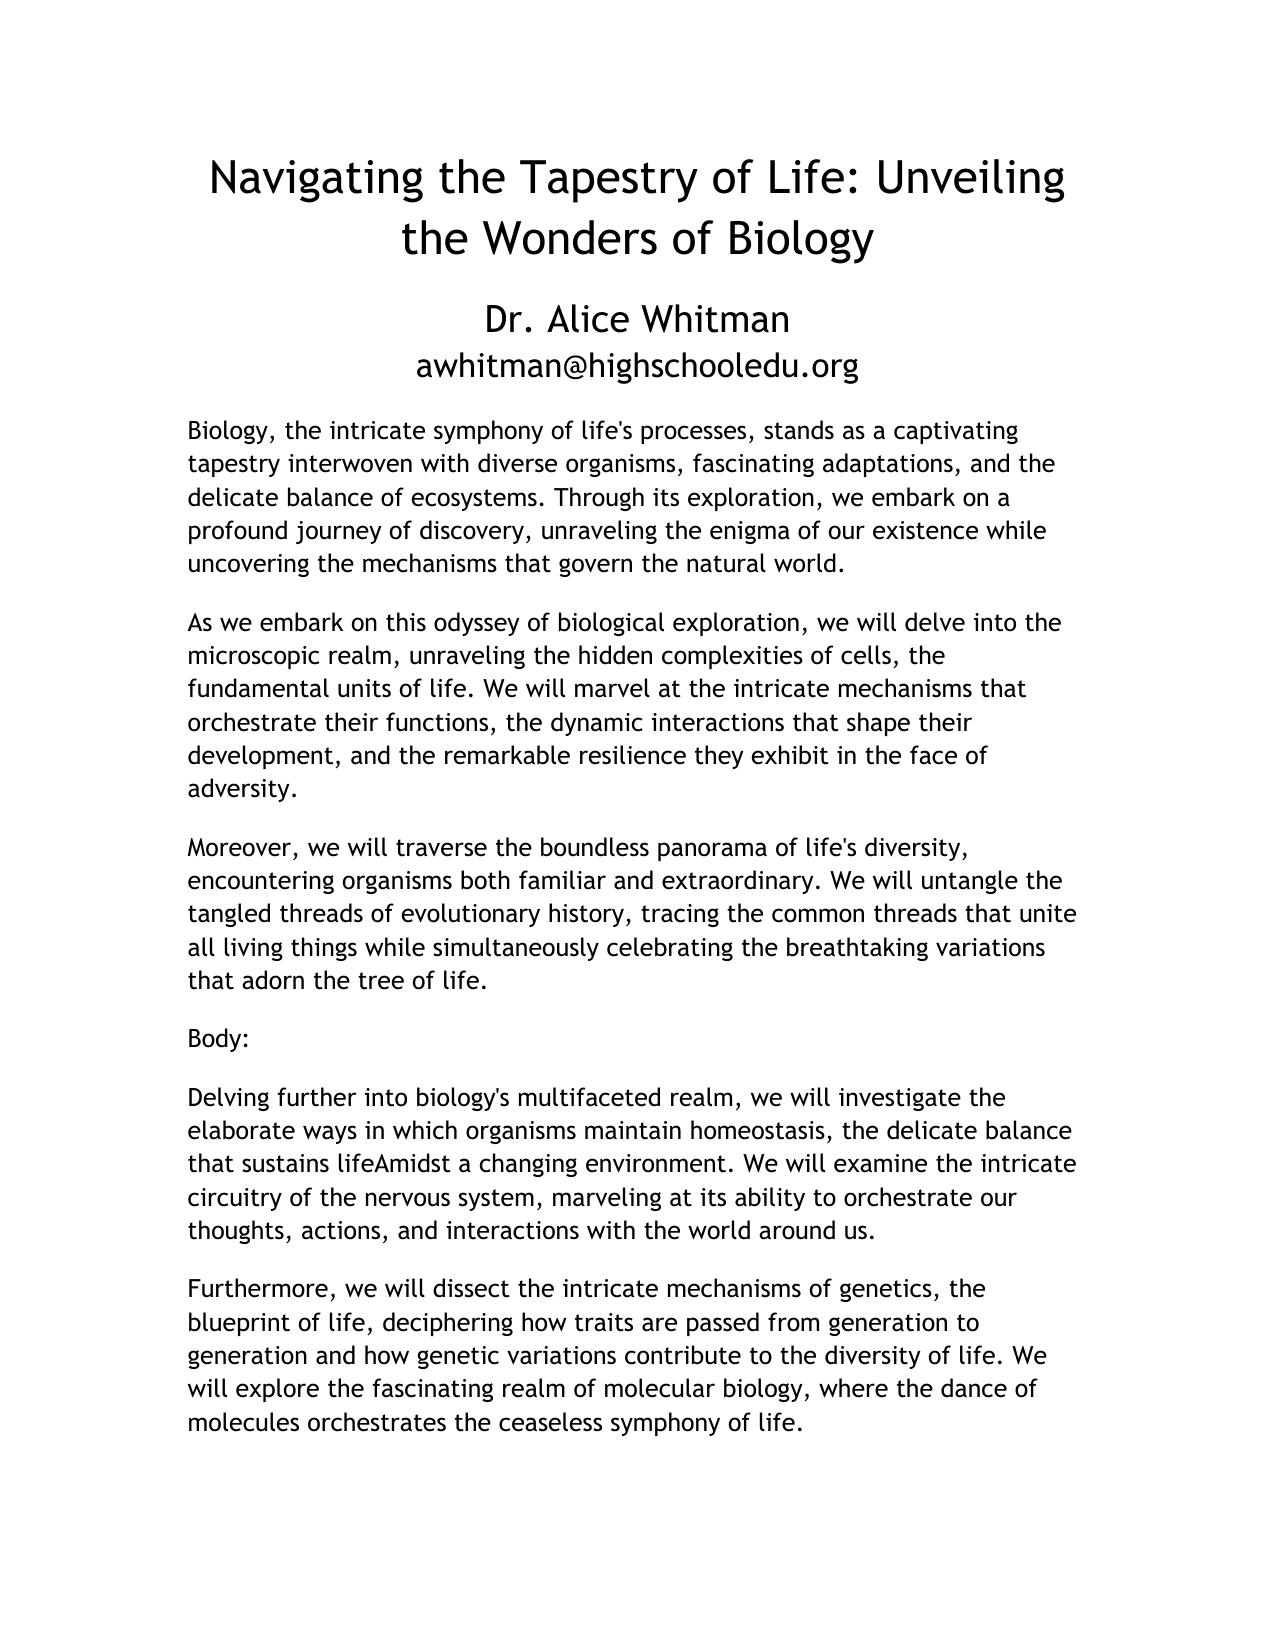 Navigating the Tapestry of Life: Unveiling
the Wonders of Biology
Dr. Alice Whitman
awhitman@highschooledu.org
Biology, the intricate symphony of life's processes, stands as a captivating
tapestry interwoven with diverse organisms, fascinating adaptations, and the
delicate balance of ecosystems. Through its exploration, we embark on a
profound journey of discovery, unraveling the enigma of our existence while
uncovering the mechanisms that govern the natural world.
As we embark on this odyssey of biological exploration, we will delve into the
microscopic realm, unraveling the hidden complexities of cells, the
fundamental units of life. We will marvel at the intricate mechanisms that
orchestrate their functions, the dynamic interactions that shape their
development, and the remarkable resilience they exhibit in the face of
adversity.
Moreover, we will traverse the boundless panorama of life's diversity,
encountering organisms both familiar and extraordinary. We will untangle the
tangled threads of evolutionary history, tracing the common threads that unite
all living things while simultaneously celebrating the breathtaking variations
that adorn the tree of life.
Body:
Delving further into biology's multifaceted realm, we will investigate the
elaborate ways in which organisms maintain homeostasis, the delicate balance
that sustains lifeAmidst a changing environment. We will examine the intricate
circuitry of the nervous system, marveling at its ability to orchestrate our
thoughts, actions, and interactions with the world around us.
Furthermore, we will dissect the intricate mechanisms of genetics, the
blueprint of life, deciphering how traits are passed from generation to
generation and how genetic variations contribute to the diversity of life. We
will explore the fascinating realm of molecular biology, where the dance of
molecules orchestrates the ceaseless symphony of life.